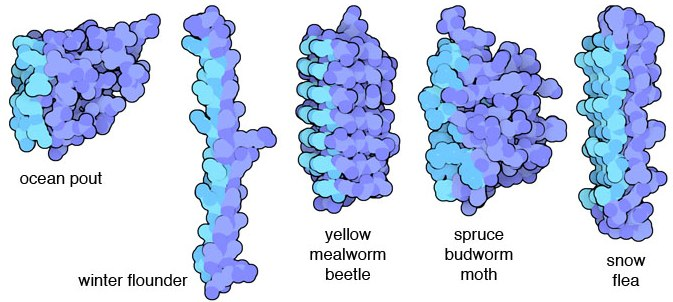 ocean pout
winter flounder
yellow
mealworm
beetle
spruce
budworm
moth
snow
flea